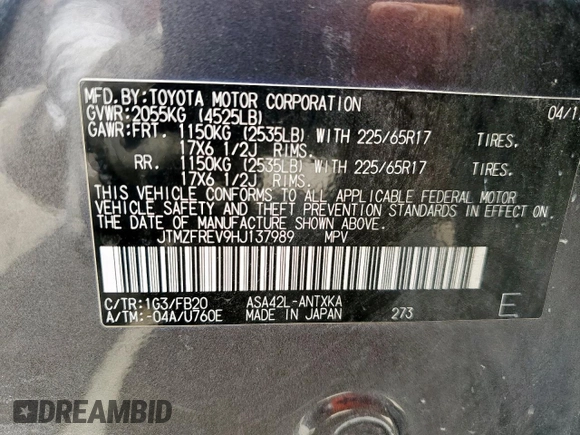 MFD.BY:TOYOTA MOTOR CORPORATION 04/1
GVWR:2055KG (4525LB)
GAWR:FRT. 1150KG (2535LB) WITH 225/65R17 TIRES.
17X6 1/2J RIMS.
RR. 1150KG (2535LB) WITH 225/65R17 TIRES.
17X6 1/2J RIMS.
THIS VEHICLE CONFORMS TO ALL APPLICABLE FEDERAL MOTOR
VEHICLE SAFETY AND THEFT PREVENTION STANDARDS IN EFFECT ON
THE DATE OF MANUFACTURE SHOWN ABOVE.
JTMZFREV9HJ137989 MPV
C/TR:1G3/FB20 ASA42L-ANTXKA
A/TM:-04A/U760E MADE IN JAPAN 273 E
DREAMBID